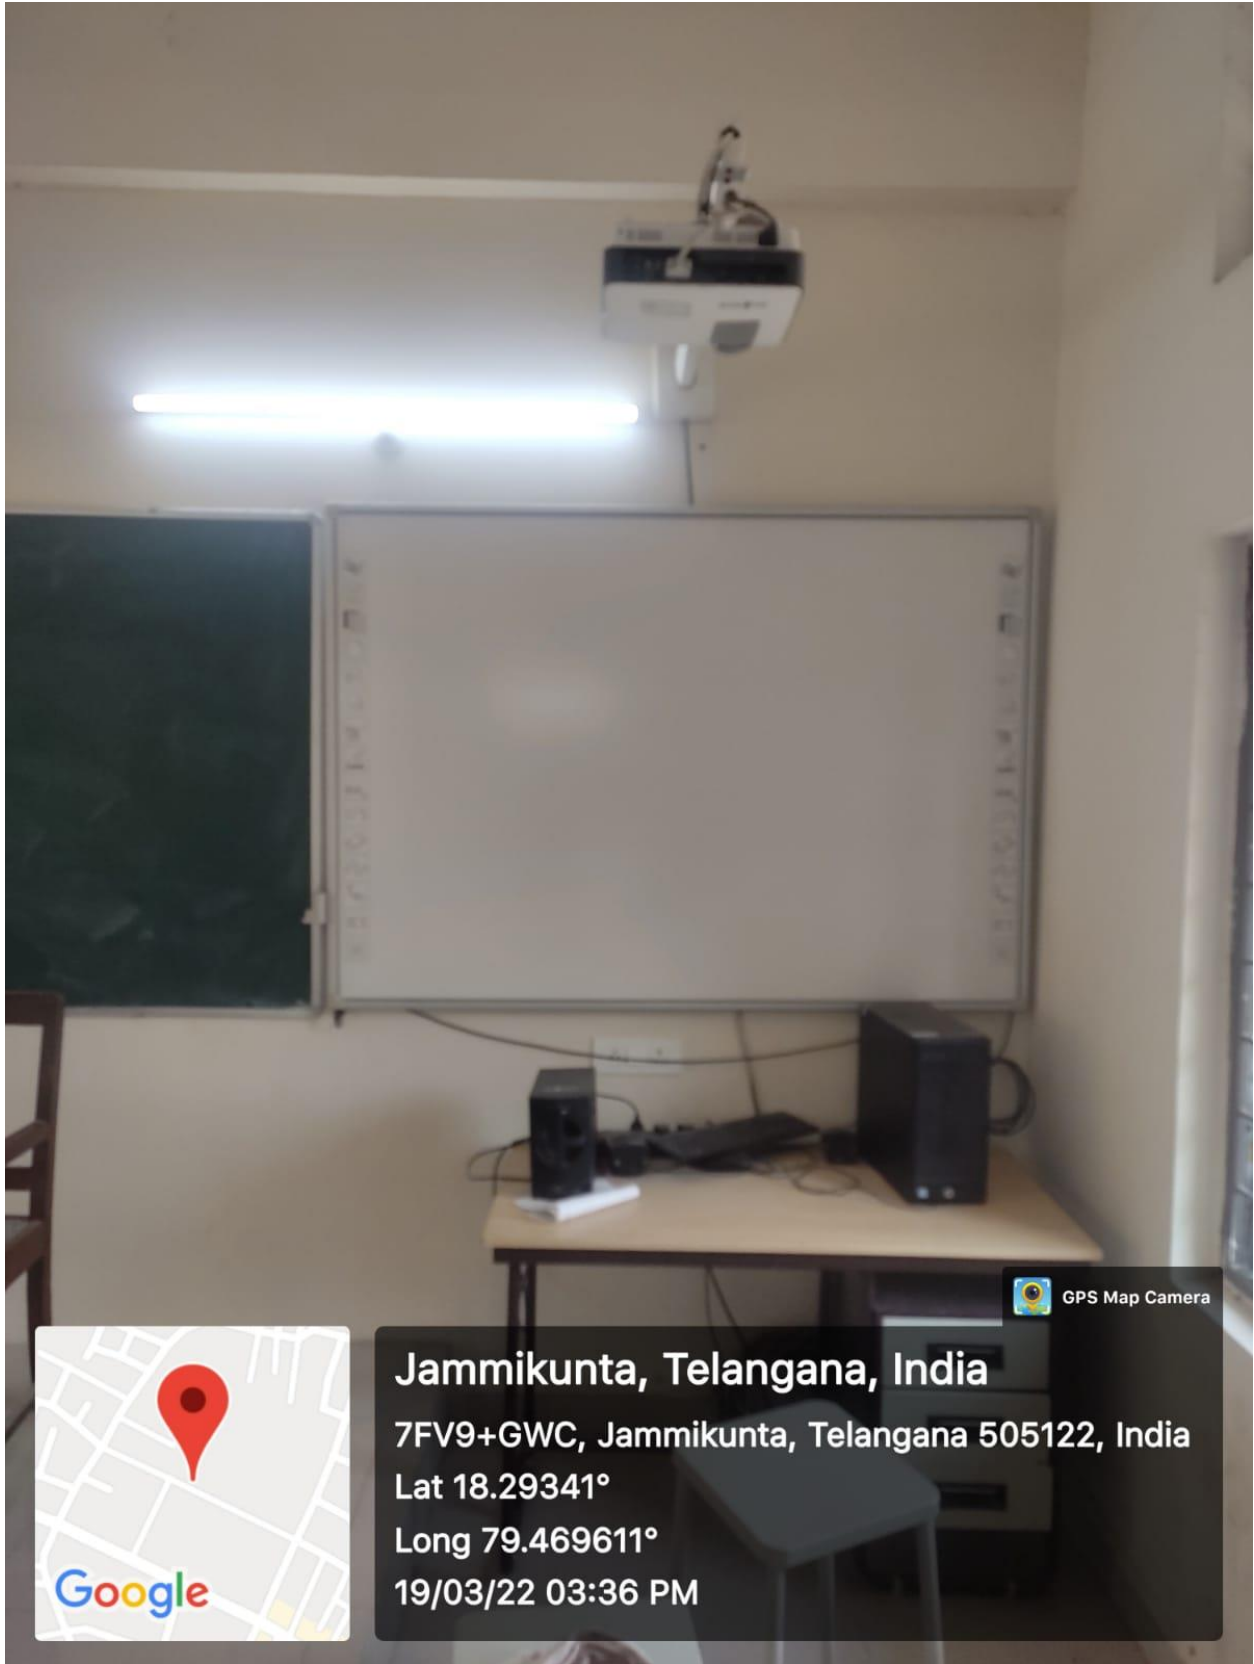 GPS Map Camera
Jammikunta, Telangana, India
7FV9+GWC, Jammikunta, Telangana 505122, India
Lat 18.29341°
Long 79.469611°
19/03/22 03:36 PM
Google